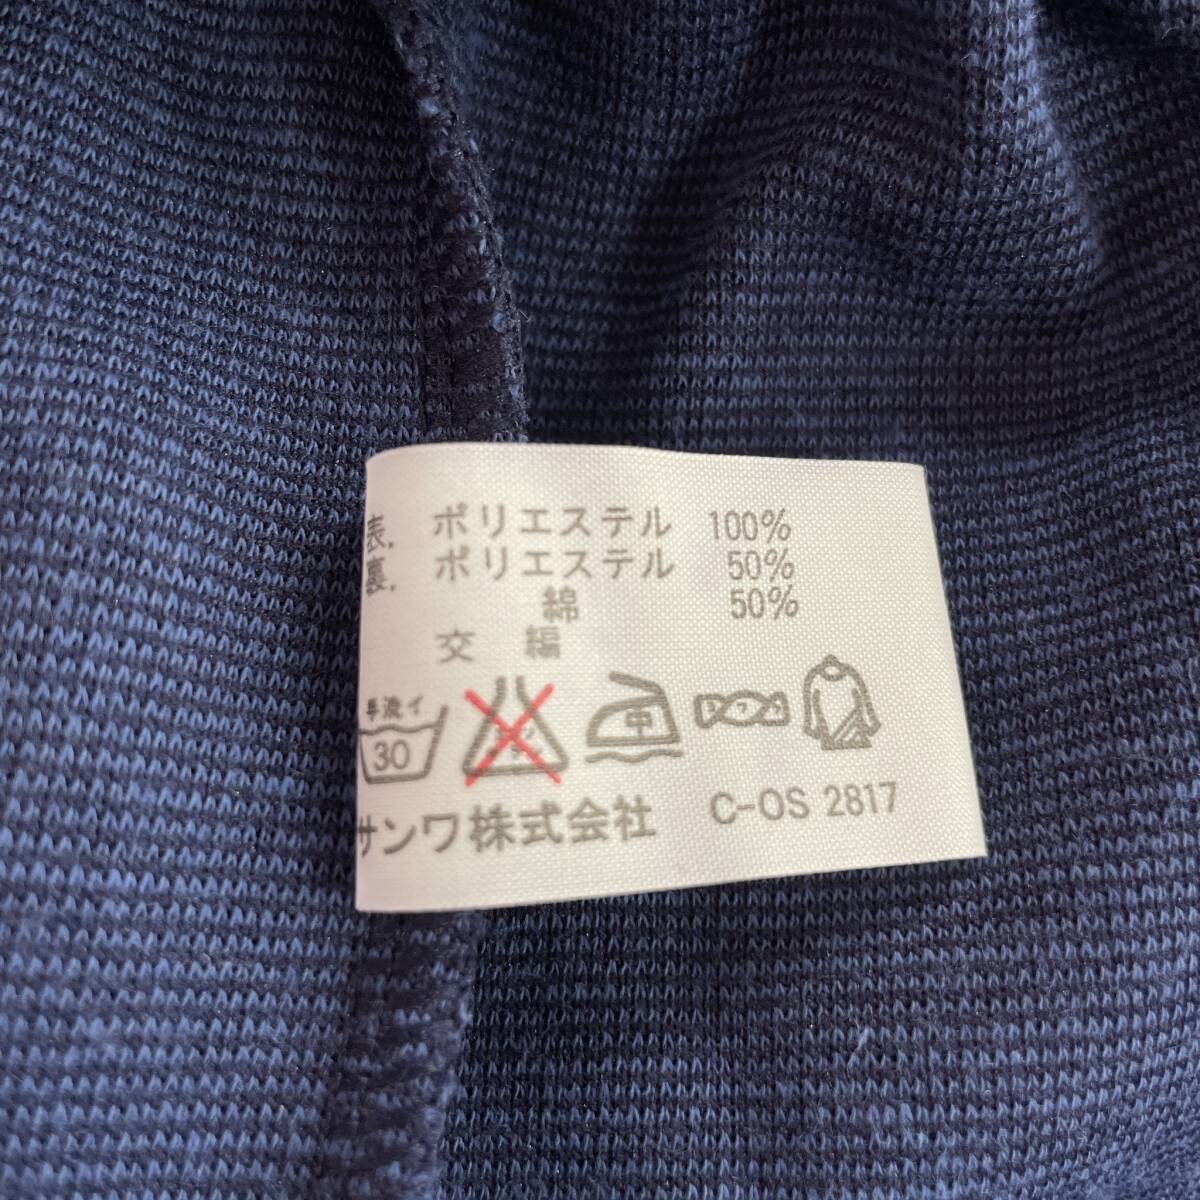 表. ポリエステル 100%
裏. ポリエステル 50%
綿 50%
交編
手洗イ
30
中
サンワ株式会社 C-OS 2817